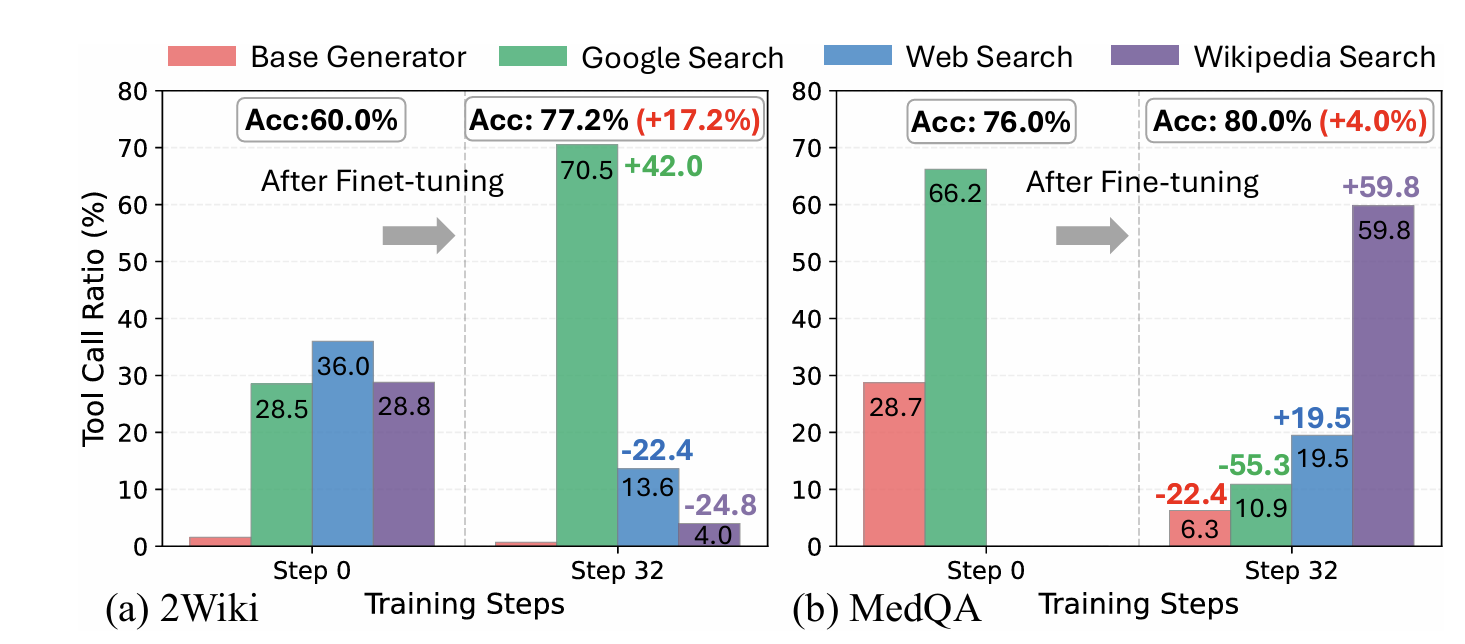 Base Generator
Google Search
Web Search
Wikipedia Search
Tool Call Ratio (%)
80
70
60
50
40
30
20
10
0
Acc:60.0%
Acc: 77.2% (+17.2%)
After Finet-tuning
28.5
36.0
28.8
70.5
+42.0
-22.4
13.6
-24.8
4.0
Step 0
Step 32
Training Steps
(a) 2Wiki
80
70
60
50
40
30
20
10
0
Acc: 76.0%
Acc: 80.0% (+4.0%)
After Fine-tuning
28.7
66.2
-22.4
6.3
-55.3
10.9
+19.5
19.5
+59.8
59.8
Step 0
Step 32
Training Steps
(b) MedQA